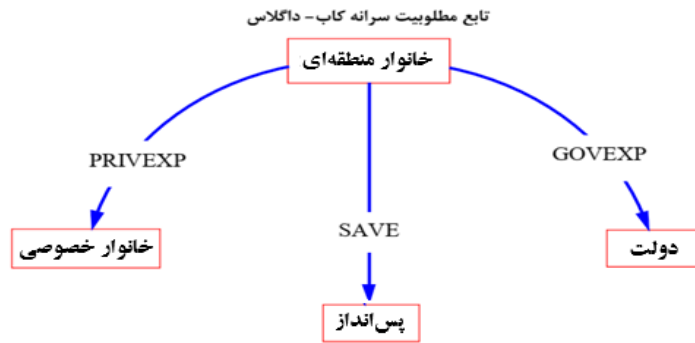 تابع مطلوبیت سرانه کاب- داگلاس
خانوار منطقه‌ای
PRIVEXP
GOVEXP
SAVE
خانوار خصوصی
دولت
پس‌انداز